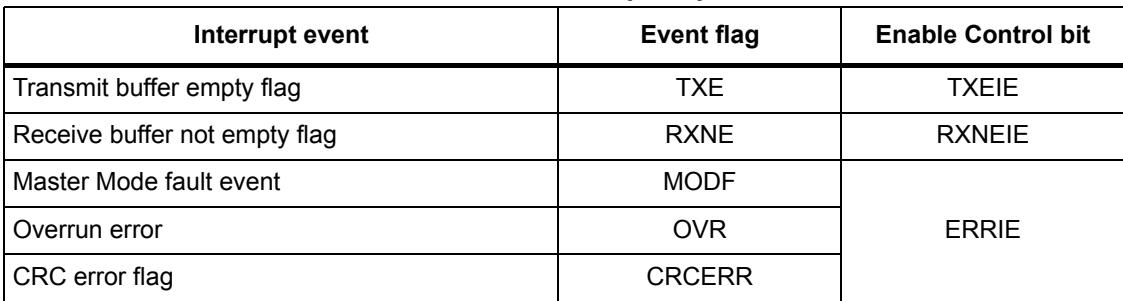 Interrupt event Event flag Enable Control bit
Transmit buffer empty flag TXE TXEIE
Receive buffer not empty flag RXNE RXNEIE
Master Mode fault event MODF
Overrun error OVR ERRIE
CRC error flag CRCERR